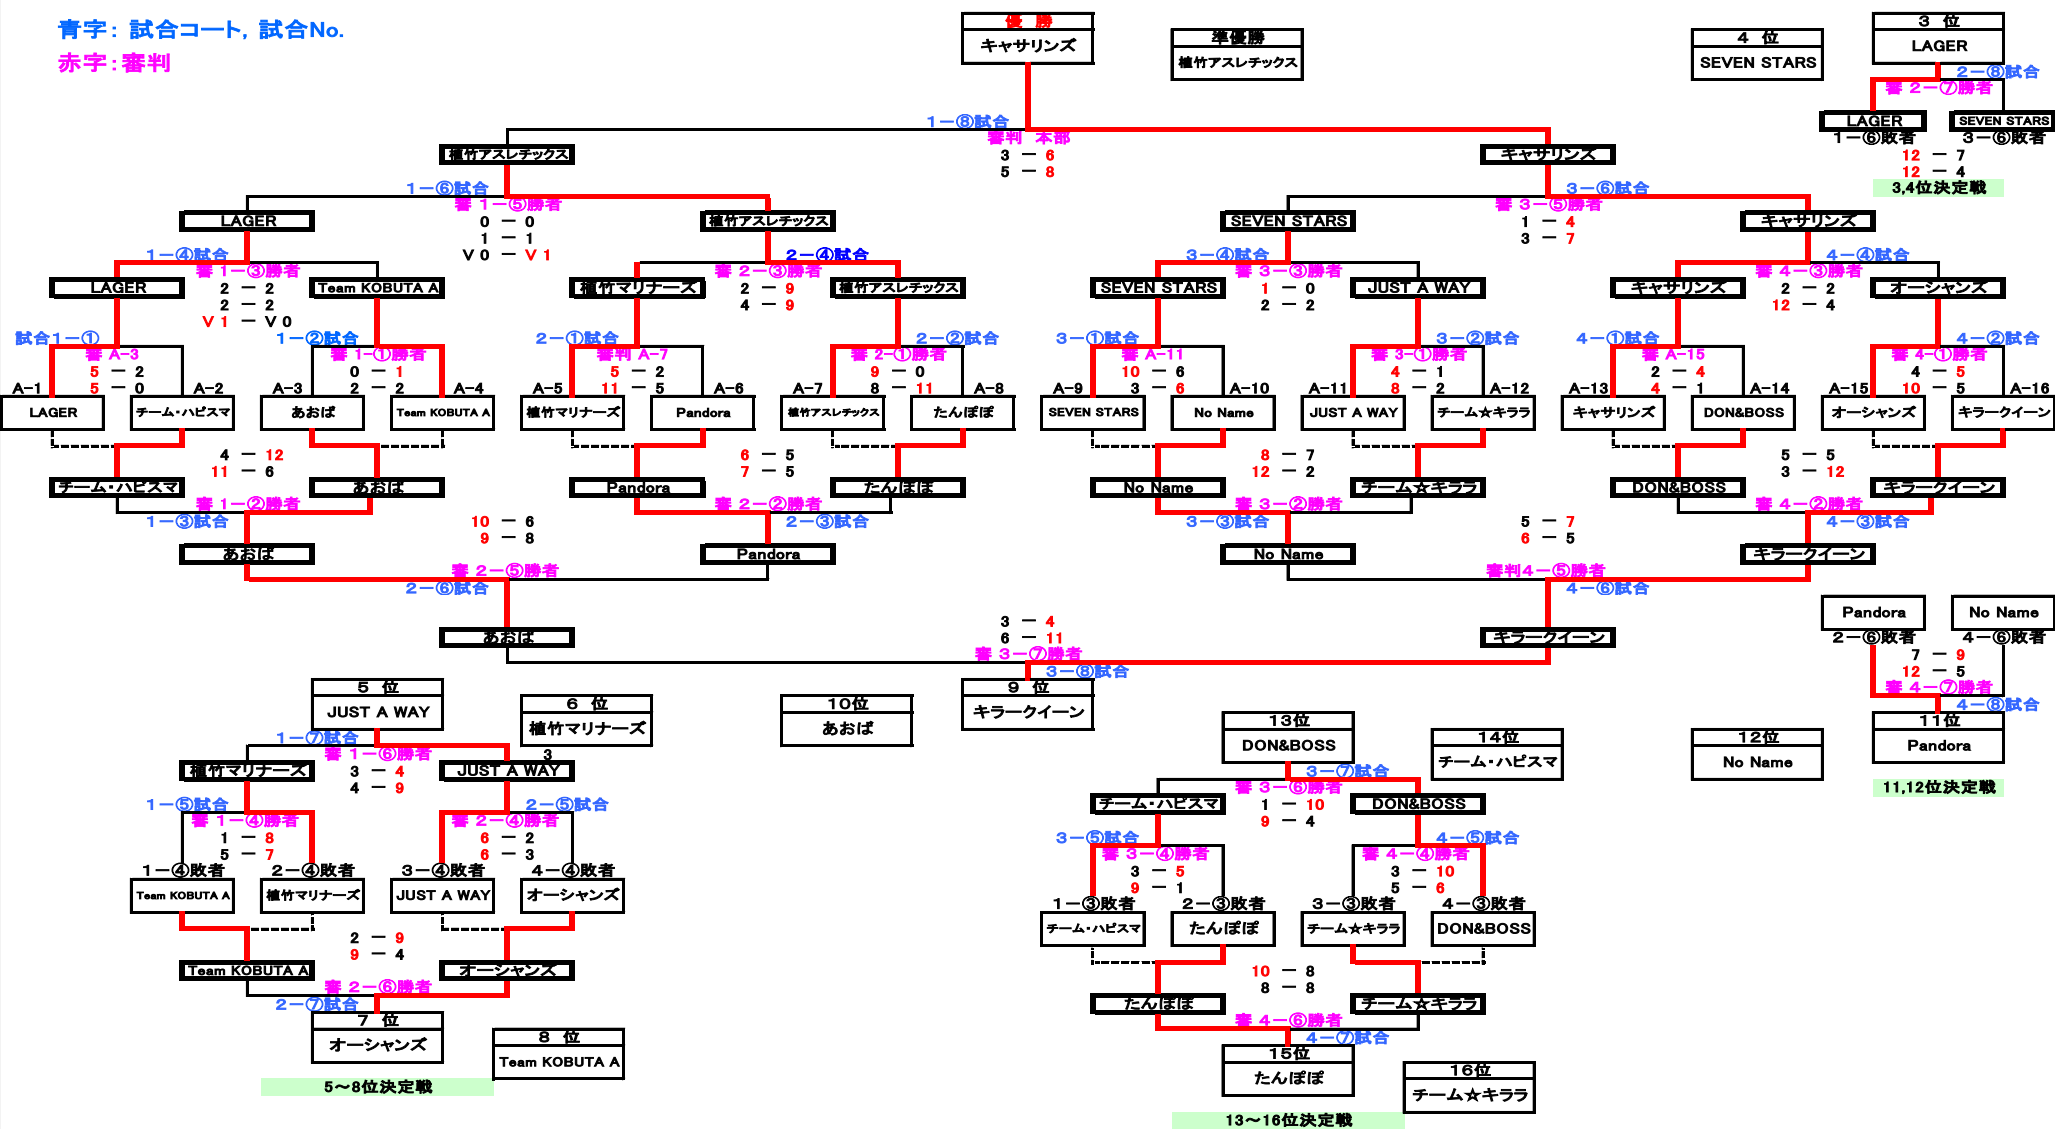 青字：試合コート, 試合No.
赤字：審判
優 勝
キャサリンズ
準優勝
植竹アスレチックス
4 位
SEVEN STARS
3 位
LAGER
2－⑧試合
審 2－⑦勝者
LAGER
SEVEN STARS
1－⑥敗者
3－⑥敗者
12 － 7
12 － 4
3,4位決定戦
1－⑧試合
審判 本部
3 － 6
5 － 8
植竹アスレチックス
キャサリンズ
1－⑥試合
審 1－⑤勝者
0 － 0
1 － 1
V 0 － V 1
3－⑥試合
審 3－⑤勝者
1 － 4
3 － 7
LAGER
植竹アスレチックス
SEVEN STARS
キャサリンズ
1－④試合
審 1－③勝者
2 － 2
2 － 2
V 1 － V 0
2－④試合
審 2－③勝者
2 － 9
4 － 9
3－④試合
審 3－③勝者
1 － 0
2 － 2
4－④試合
審 4－③勝者
2 － 2
12 － 4
LAGER
Team KOBUTA A
植竹マリナーズ
植竹アスレチックス
SEVEN STARS
JUST A WAY
キャサリンズ
オーシャンズ
試合1－①
審 A-3
5 － 2
5 － 0
1－②試合
審 1－①勝者
0 － 1
2 － 2
2－①試合
審判 A-7
5 － 2
11 － 5
2－②試合
審 2－①勝者
9 － 0
8 － 11
3－①試合
審 A-11
10 － 6
3 － 6
3－②試合
審 3－①勝者
4 － 1
8 － 2
4－①試合
審 A-15
2 － 4
4 － 1
4－②試合
審 4－①勝者
4 － 5
10 － 5
A-1
A-2
A-3
A-4
A-5
A-6
A-7
A-8
A-9
A-10
A-11
A-12
A-13
A-14
A-15
A-16
LAGER
チーム・ハピスマ
あおば
Team KOBUTA A
植竹マリナーズ
Pandora
植竹アスレチックス
たんぽぽ
SEVEN STARS
No Name
JUST A WAY
チーム☆キララ
キャサリンズ
DON&BOSS
オーシャンズ
キラークイーン
4 － 12
11 － 6
6 － 5
7 － 5
8 － 7
12 － 2
5 － 5
3 － 12
チーム・ハピスマ
あおば
Pandora
たんぽぽ
No Name
チーム☆キララ
DON&BOSS
キラークイーン
審 1－②勝者
1－③試合
審 2－②勝者
2－③試合
審 3－②勝者
3－③試合
審 4－②勝者
4－③試合
10 － 6
9 － 8
5 － 7
6 － 5
あおば
Pandora
No Name
キラークイーン
審 2－⑤勝者
2－⑥試合
審判4－⑤勝者
4－⑥試合
あおば
キラークイーン
3 － 4
6 － 11
審 3－⑦勝者
3－⑧試合
Pandora
No Name
2－⑥敗者
4－⑥敗者
7 － 9
12 － 5
審 4－⑦勝者
4－⑧試合
11位
Pandora
12位
No Name
11,12位決定戦
9 位
キラークイーン
10位
あおば
5 位
JUST A WAY
6 位
植竹マリナーズ
3
1－⑦試合
審 1－⑥勝者
3 － 4
4 － 9
植竹マリナーズ
JUST A WAY
1－⑤試合
審 1－④勝者
1 － 8
5 － 7
2－⑤試合
審 2－④勝者
6 － 2
6 － 3
1－④敗者
2－④敗者
3－④敗者
4－④敗者
Team KOBUTA A
植竹マリナーズ
JUST A WAY
オーシャンズ
2 － 9
9 － 4
Team KOBUTA A
オーシャンズ
審 2－⑥勝者
2－⑦試合
7 位
オーシャンズ
8 位
Team KOBUTA A
5～8位決定戦
13位
DON&BOSS
14位
チーム・ハピスマ
3－⑦試合
審 3－⑥勝者
1 － 10
9 － 4
チーム・ハピスマ
DON&BOSS
3－⑤試合
審 3－④勝者
3 － 5
9 － 1
4－⑤試合
審 4－④勝者
3 － 10
5 － 6
1－③敗者
2－③敗者
3－③敗者
4－③敗者
チーム・ハピスマ
たんぽぽ
チーム☆キララ
DON&BOSS
10 － 8
8 － 8
たんぽぽ
チーム☆キララ
審 4－⑥勝者
4－⑦試合
15位
たんぽぽ
16位
チーム☆キララ
13～16位決定戦